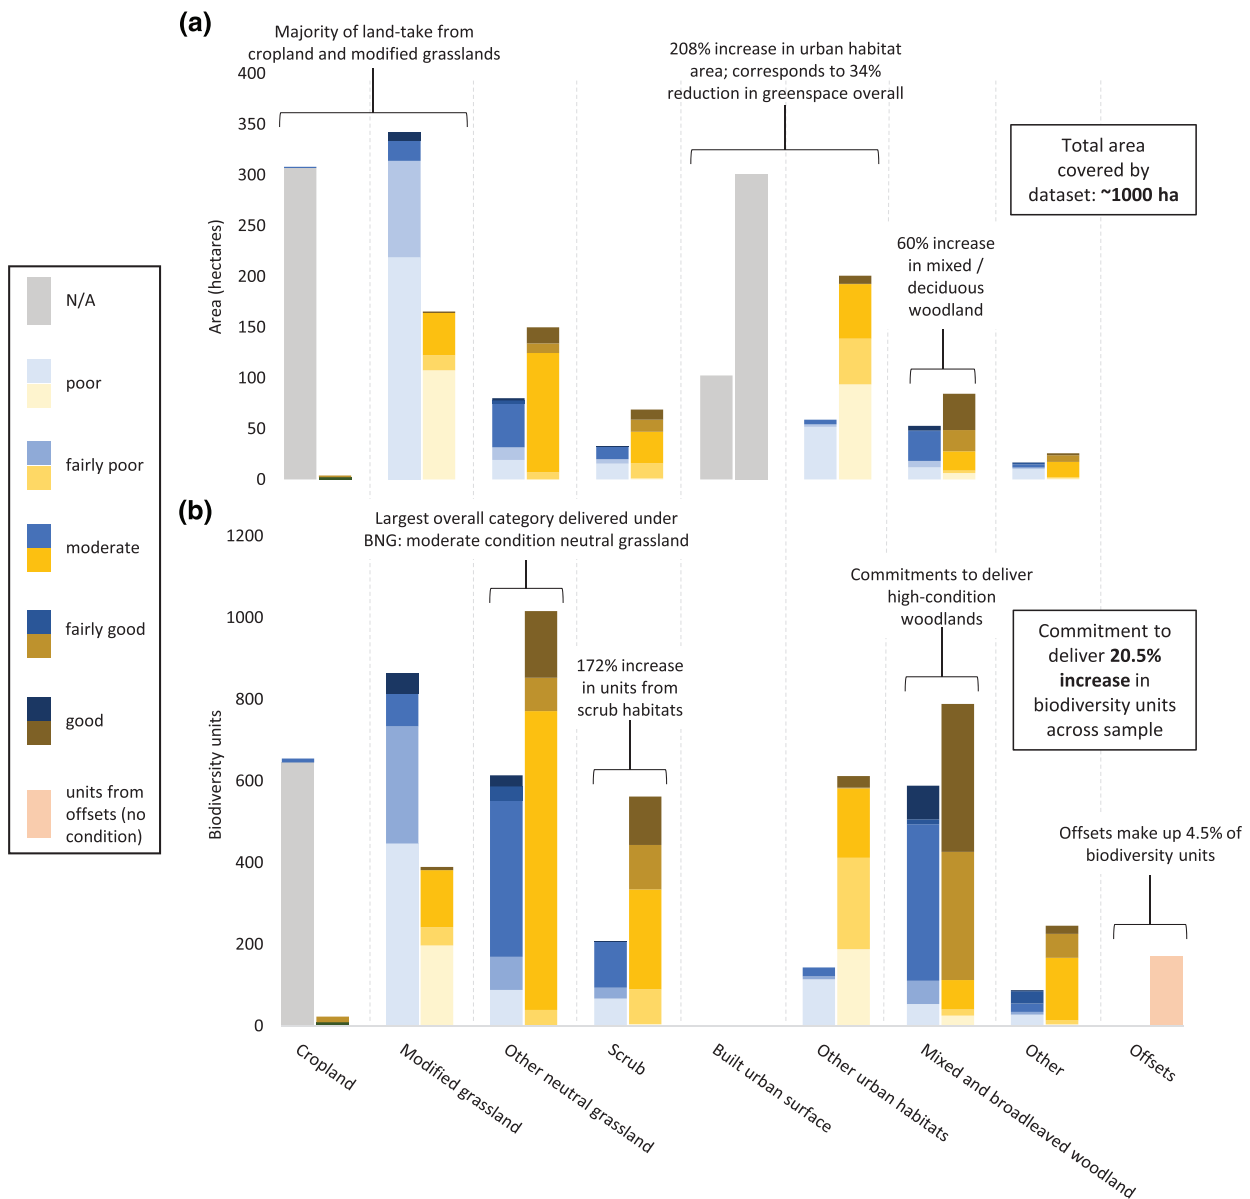 (a)
Majority of land-take from
cropland and modified grasslands
208% increase in urban habitat
area; corresponds to 34%
reduction in greenspace overall
Total area
covered by
dataset: ~1000 ha
60% increase
in mixed /
deciduous
woodland
Area (hectares)
400
350
300
250
200
150
100
50
0
N/A
poor
fairly poor
moderate
fairly good
good
units from
offsets (no
condition)
(b)
Largest overall category delivered under
BNG: moderate condition neutral grassland
172% increase
in units from
scrub habitats
Commitments to deliver
high-condition
woodlands
Commitment to
deliver 20.5%
increase in
biodiversity units
across sample
Offsets make up 4.5% of
biodiversity units
Biodiversity units
1200
1000
800
600
400
200
0
Cropland
Modified grassland
Other neutral grassland
Scrub
Built urban surface
Other urban habitats
Mixed and broadleaved woodland
Other
Offsets